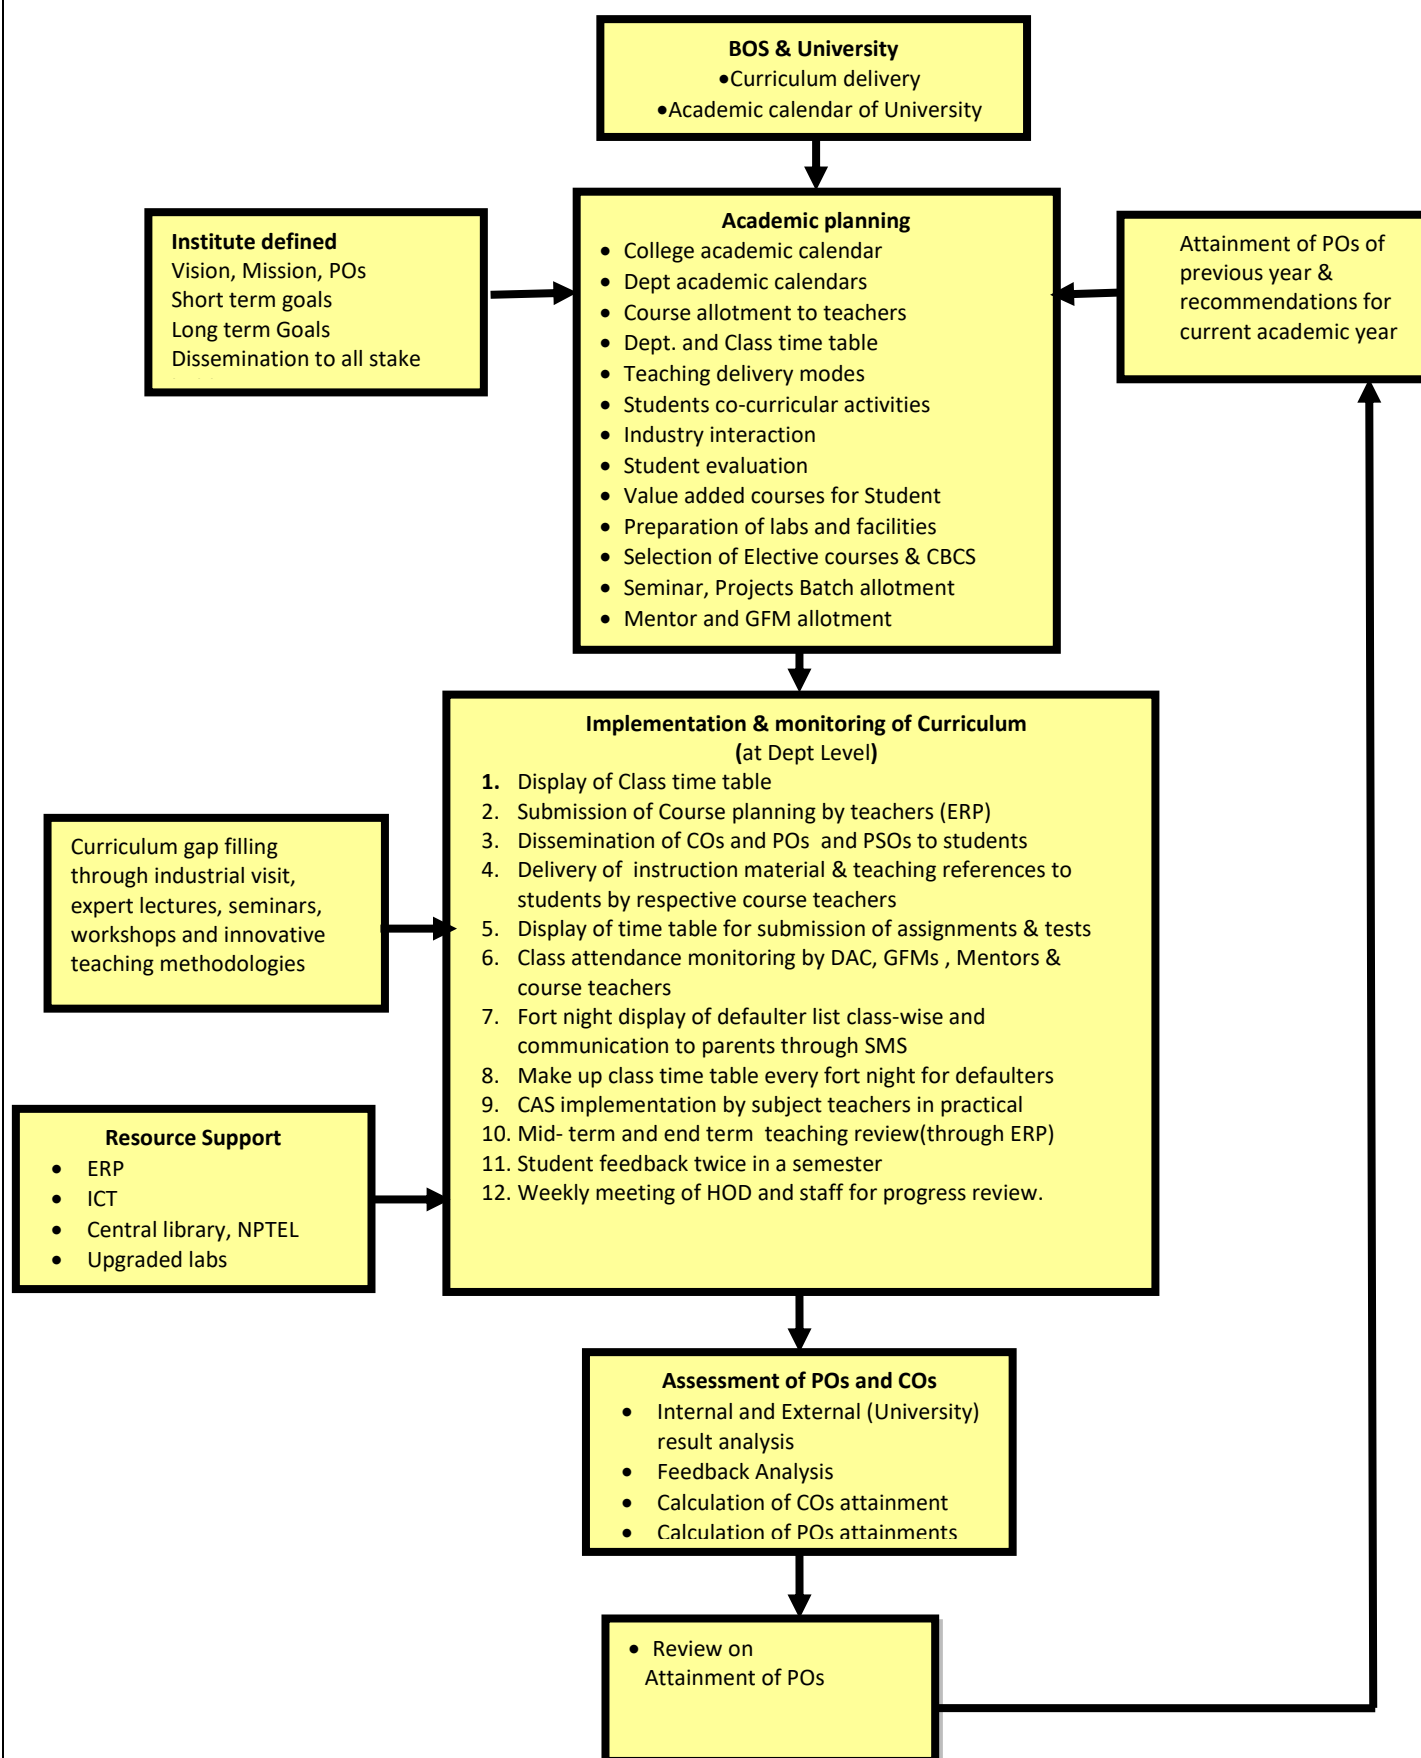 BOS & University
•Curriculum delivery
•Academic calendar of University
Institute defined
Vision, Mission, POs
Short term goals
Long term Goals
Dissemination to all stake
Academic planning
• College academic calendar
• Dept academic calendars
• Course allotment to teachers
• Dept. and Class time table
• Teaching delivery modes
• Students co-curricular activities
• Industry interaction
• Student evaluation
• Value added courses for Student
• Preparation of labs and facilities
• Selection of Elective courses & CBCS
• Seminar, Projects Batch allotment
• Mentor and GFM allotment
Attainment of POs of
previous year &
recommendations for
current academic year
Implementation & monitoring of Curriculum
(at Dept Level)
1. Display of Class time table
2. Submission of Course planning by teachers (ERP)
3. Dissemination of COs and POs and PSOs to students
4. Delivery of instruction material & teaching references to
students by respective course teachers
5. Display of time table for submission of assignments & tests
6. Class attendance monitoring by DAC, GFMs , Mentors &
course teachers
7. Fort night display of defaulter list class-wise and
communication to parents through SMS
8. Make up class time table every fort night for defaulters
9. CAS implementation by subject teachers in practical
10. Mid- term and end term teaching review(through ERP)
11. Student feedback twice in a semester
12. Weekly meeting of HOD and staff for progress review.
Curriculum gap filling
through industrial visit,
expert lectures, seminars,
workshops and innovative
teaching methodologies
Resource Support
• ERP
• ICT
• Central library, NPTEL
• Upgraded labs
Assessment of POs and COs
• Internal and External (University)
result analysis
• Feedback Analysis
• Calculation of COs attainment
• Calculation of POs attainments
• Review on
Attainment of POs